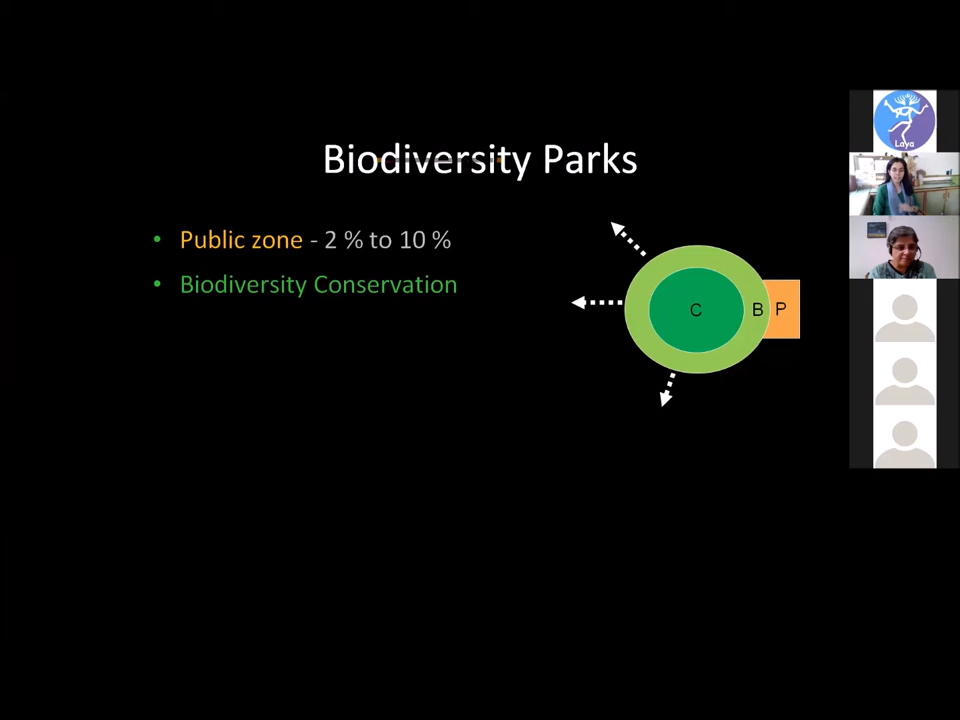 Biodiversity Parks
• Public zone - 2 % to 10 %
• Biodiversity Conservation
C
B
P
Laya